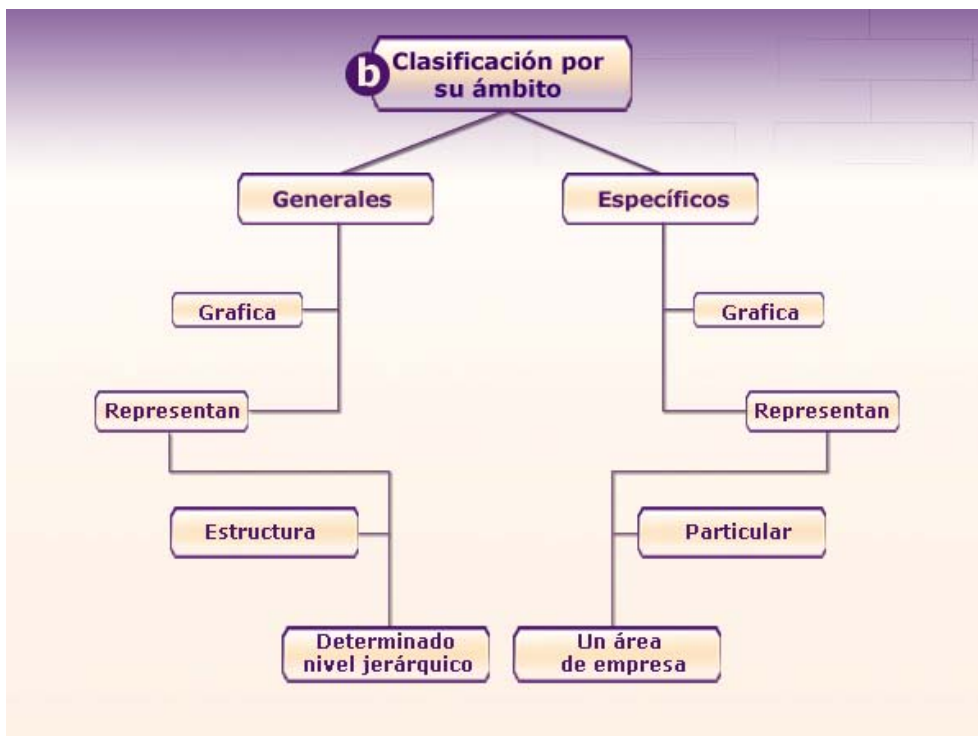 b
Clasificación por
su ámbito
Generales
Específicos
Grafica
Grafica
Representan
Representan
Estructura
Particular
Determinado
nivel jerárquico
Un área
de empresa